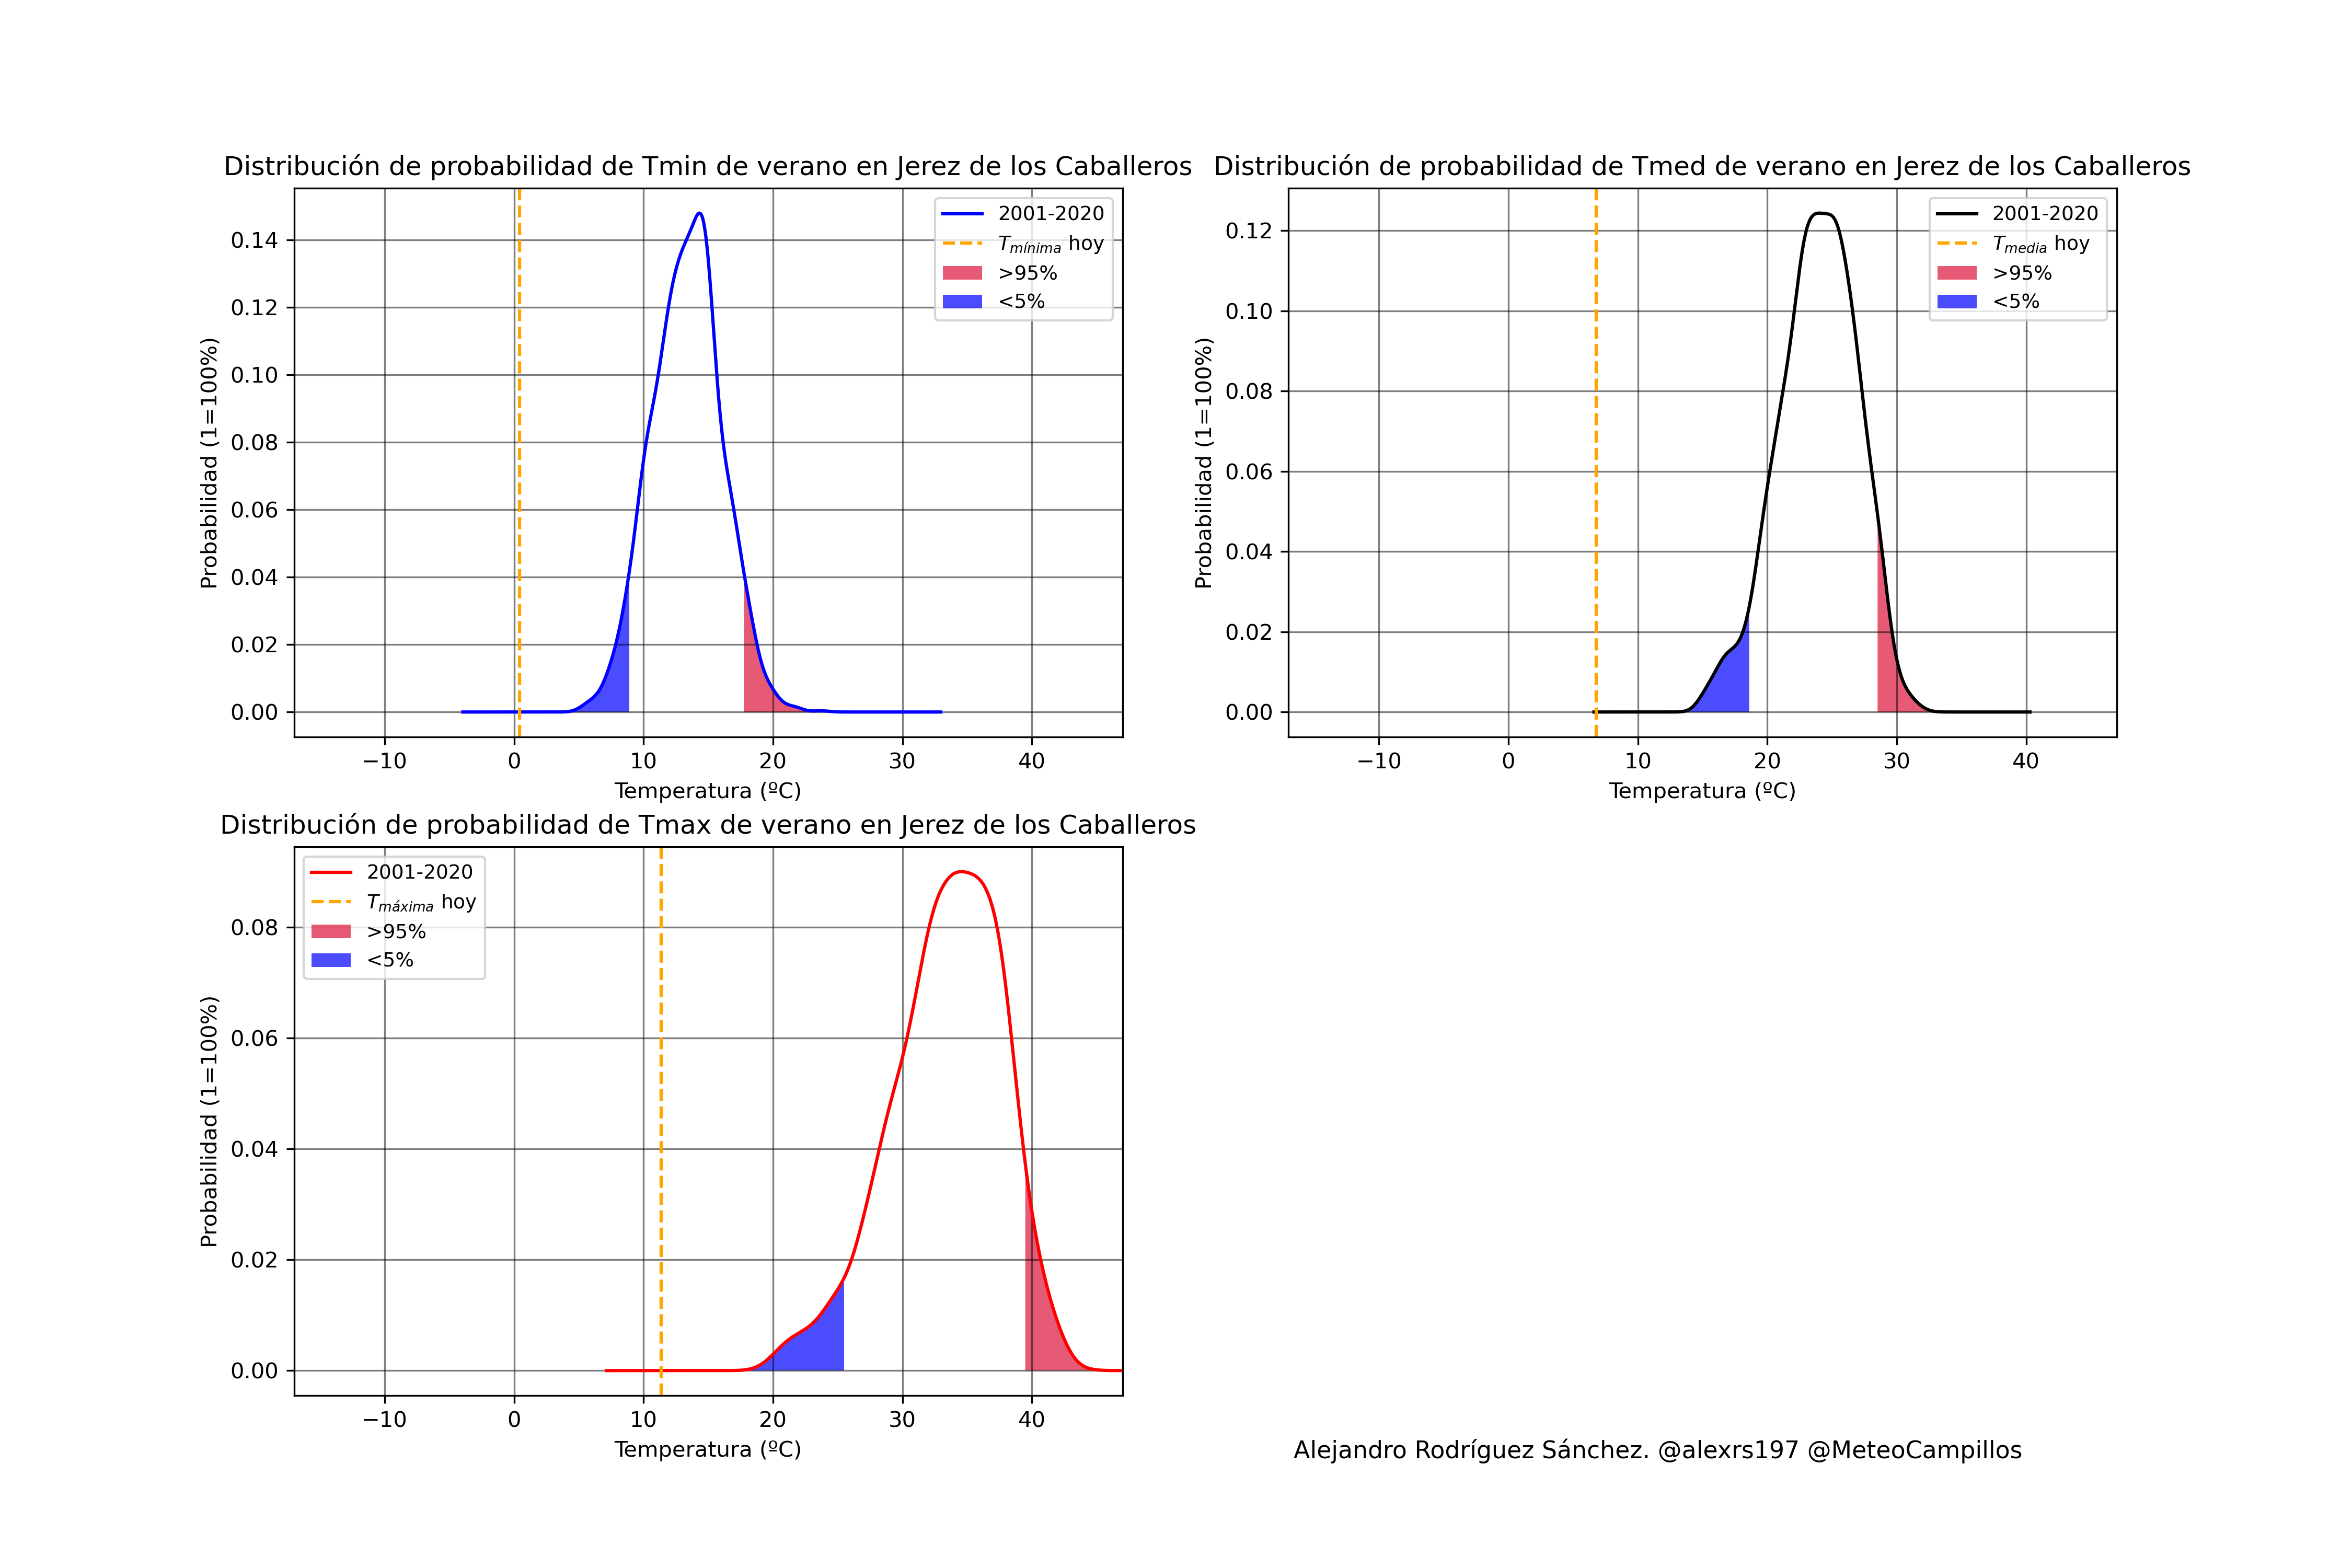 Distribución de probabilidad de Tmin de verano en Jerez de los Caballeros
Probabilidad (1=100%)
0.14
0.12
0.10
0.08
0.06
0.04
0.02
0.00
2001-2020
Tmínima hoy
>95%
<5%
−10 0 10 20 30 40
Temperatura (ºC)
Distribución de probabilidad de Tmed de verano en Jerez de los Caballeros
Probabilidad (1=100%)
0.12
0.10
0.08
0.06
0.04
0.02
0.00
2001-2020
Tmedia hoy
>95%
<5%
−10 0 10 20 30 40
Temperatura (ºC)
Distribución de probabilidad de Tmax de verano en Jerez de los Caballeros
Probabilidad (1=100%)
0.08
0.06
0.04
0.02
0.00
2001-2020
Tmáxima hoy
>95%
<5%
−10 0 10 20 30 40
Temperatura (ºC)
Alejandro Rodríguez Sánchez. @alexrs197 @MeteoCampillos